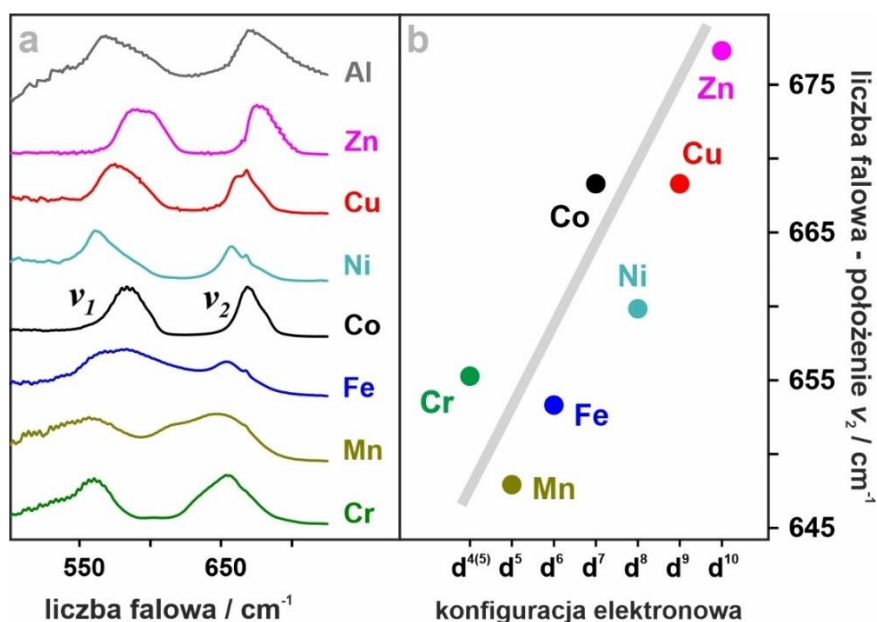 a
Al
Zn
Cu
Ni
ν1
ν2
Co
Fe
Mn
Cr
550
650
liczba falowa / cm-1
b
Zn
Cu
Co
Ni
Cr
Fe
Mn
675
665
655
645
d4(5) d5 d6 d7 d8 d9 d10
konfiguracja elektronowa
liczba falowa - położenie ν2 / cm-1